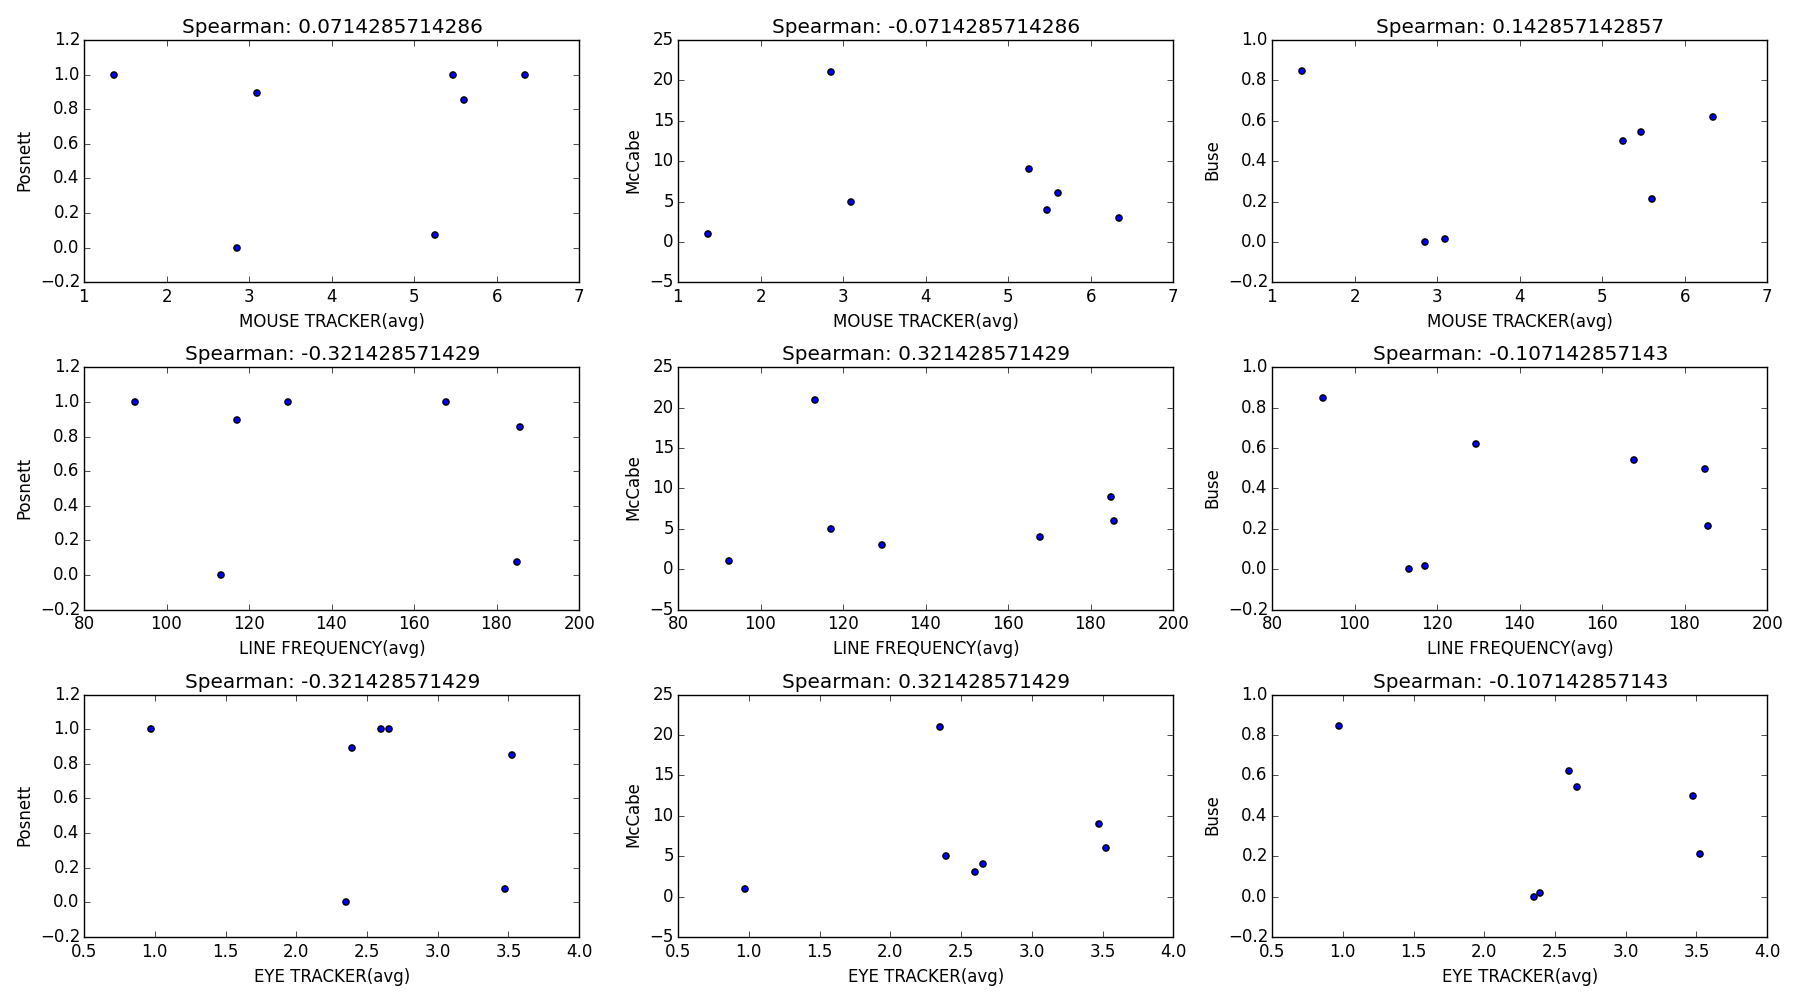 Spearman: 0.0714285714286
1.2
1.0
0.8
0.6
0.4
0.2
0.0
−0.2
Posnett
1 2 3 4 5 6 7
MOUSE TRACKER(avg)
Spearman: -0.0714285714286
25
20
15
10
5
0
−5
McCabe
1 2 3 4 5 6 7
MOUSE TRACKER(avg)
Spearman: 0.142857142857
1.0
0.8
0.6
0.4
0.2
0.0
−0.2
Buse
1 2 3 4 5 6 7
MOUSE TRACKER(avg)
Spearman: -0.321428571429
1.2
1.0
0.8
0.6
0.4
0.2
0.0
−0.2
Posnett
80 100 120 140 160 180 200
LINE FREQUENCY(avg)
Spearman: 0.321428571429
25
20
15
10
5
0
−5
McCabe
80 100 120 140 160 180 200
LINE FREQUENCY(avg)
Spearman: -0.107142857143
1.0
0.8
0.6
0.4
0.2
0.0
−0.2
Buse
80 100 120 140 160 180 200
LINE FREQUENCY(avg)
Spearman: -0.321428571429
1.2
1.0
0.8
0.6
0.4
0.2
0.0
−0.2
Posnett
0.5 1.0 1.5 2.0 2.5 3.0 3.5 4.0
EYE TRACKER(avg)
Spearman: 0.321428571429
25
20
15
10
5
0
−5
McCabe
0.5 1.0 1.5 2.0 2.5 3.0 3.5 4.0
EYE TRACKER(avg)
Spearman: -0.107142857143
1.0
0.8
0.6
0.4
0.2
0.0
−0.2
Buse
0.5 1.0 1.5 2.0 2.5 3.0 3.5 4.0
EYE TRACKER(avg)